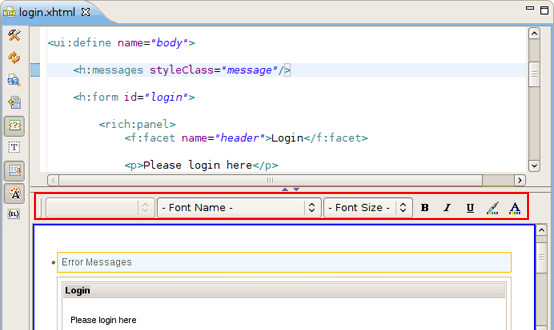 login.xhtml
<ui:define name="body">
<h:messages styleClass="message"/>
<h:form id="login">
<rich:panel>
<f:facet name="header">Login</f:facet>
<p>Please login here</p>
- Font Name -
- Font Size -
B I U A
Error Messages
Login
Please login here
T
(EL)